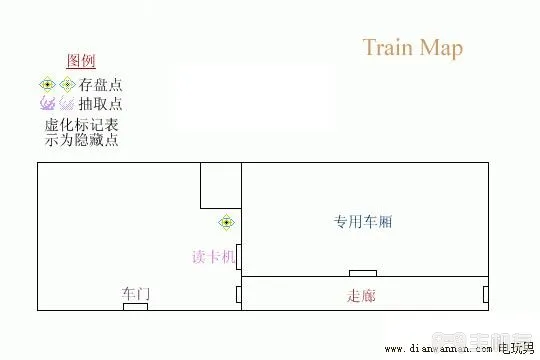 Train Map
图例
存盘点
抽取点
虚化标记表
示为隐藏点
专用车厢
读卡机
车门
走廊
www.dianwannan.com 电玩男